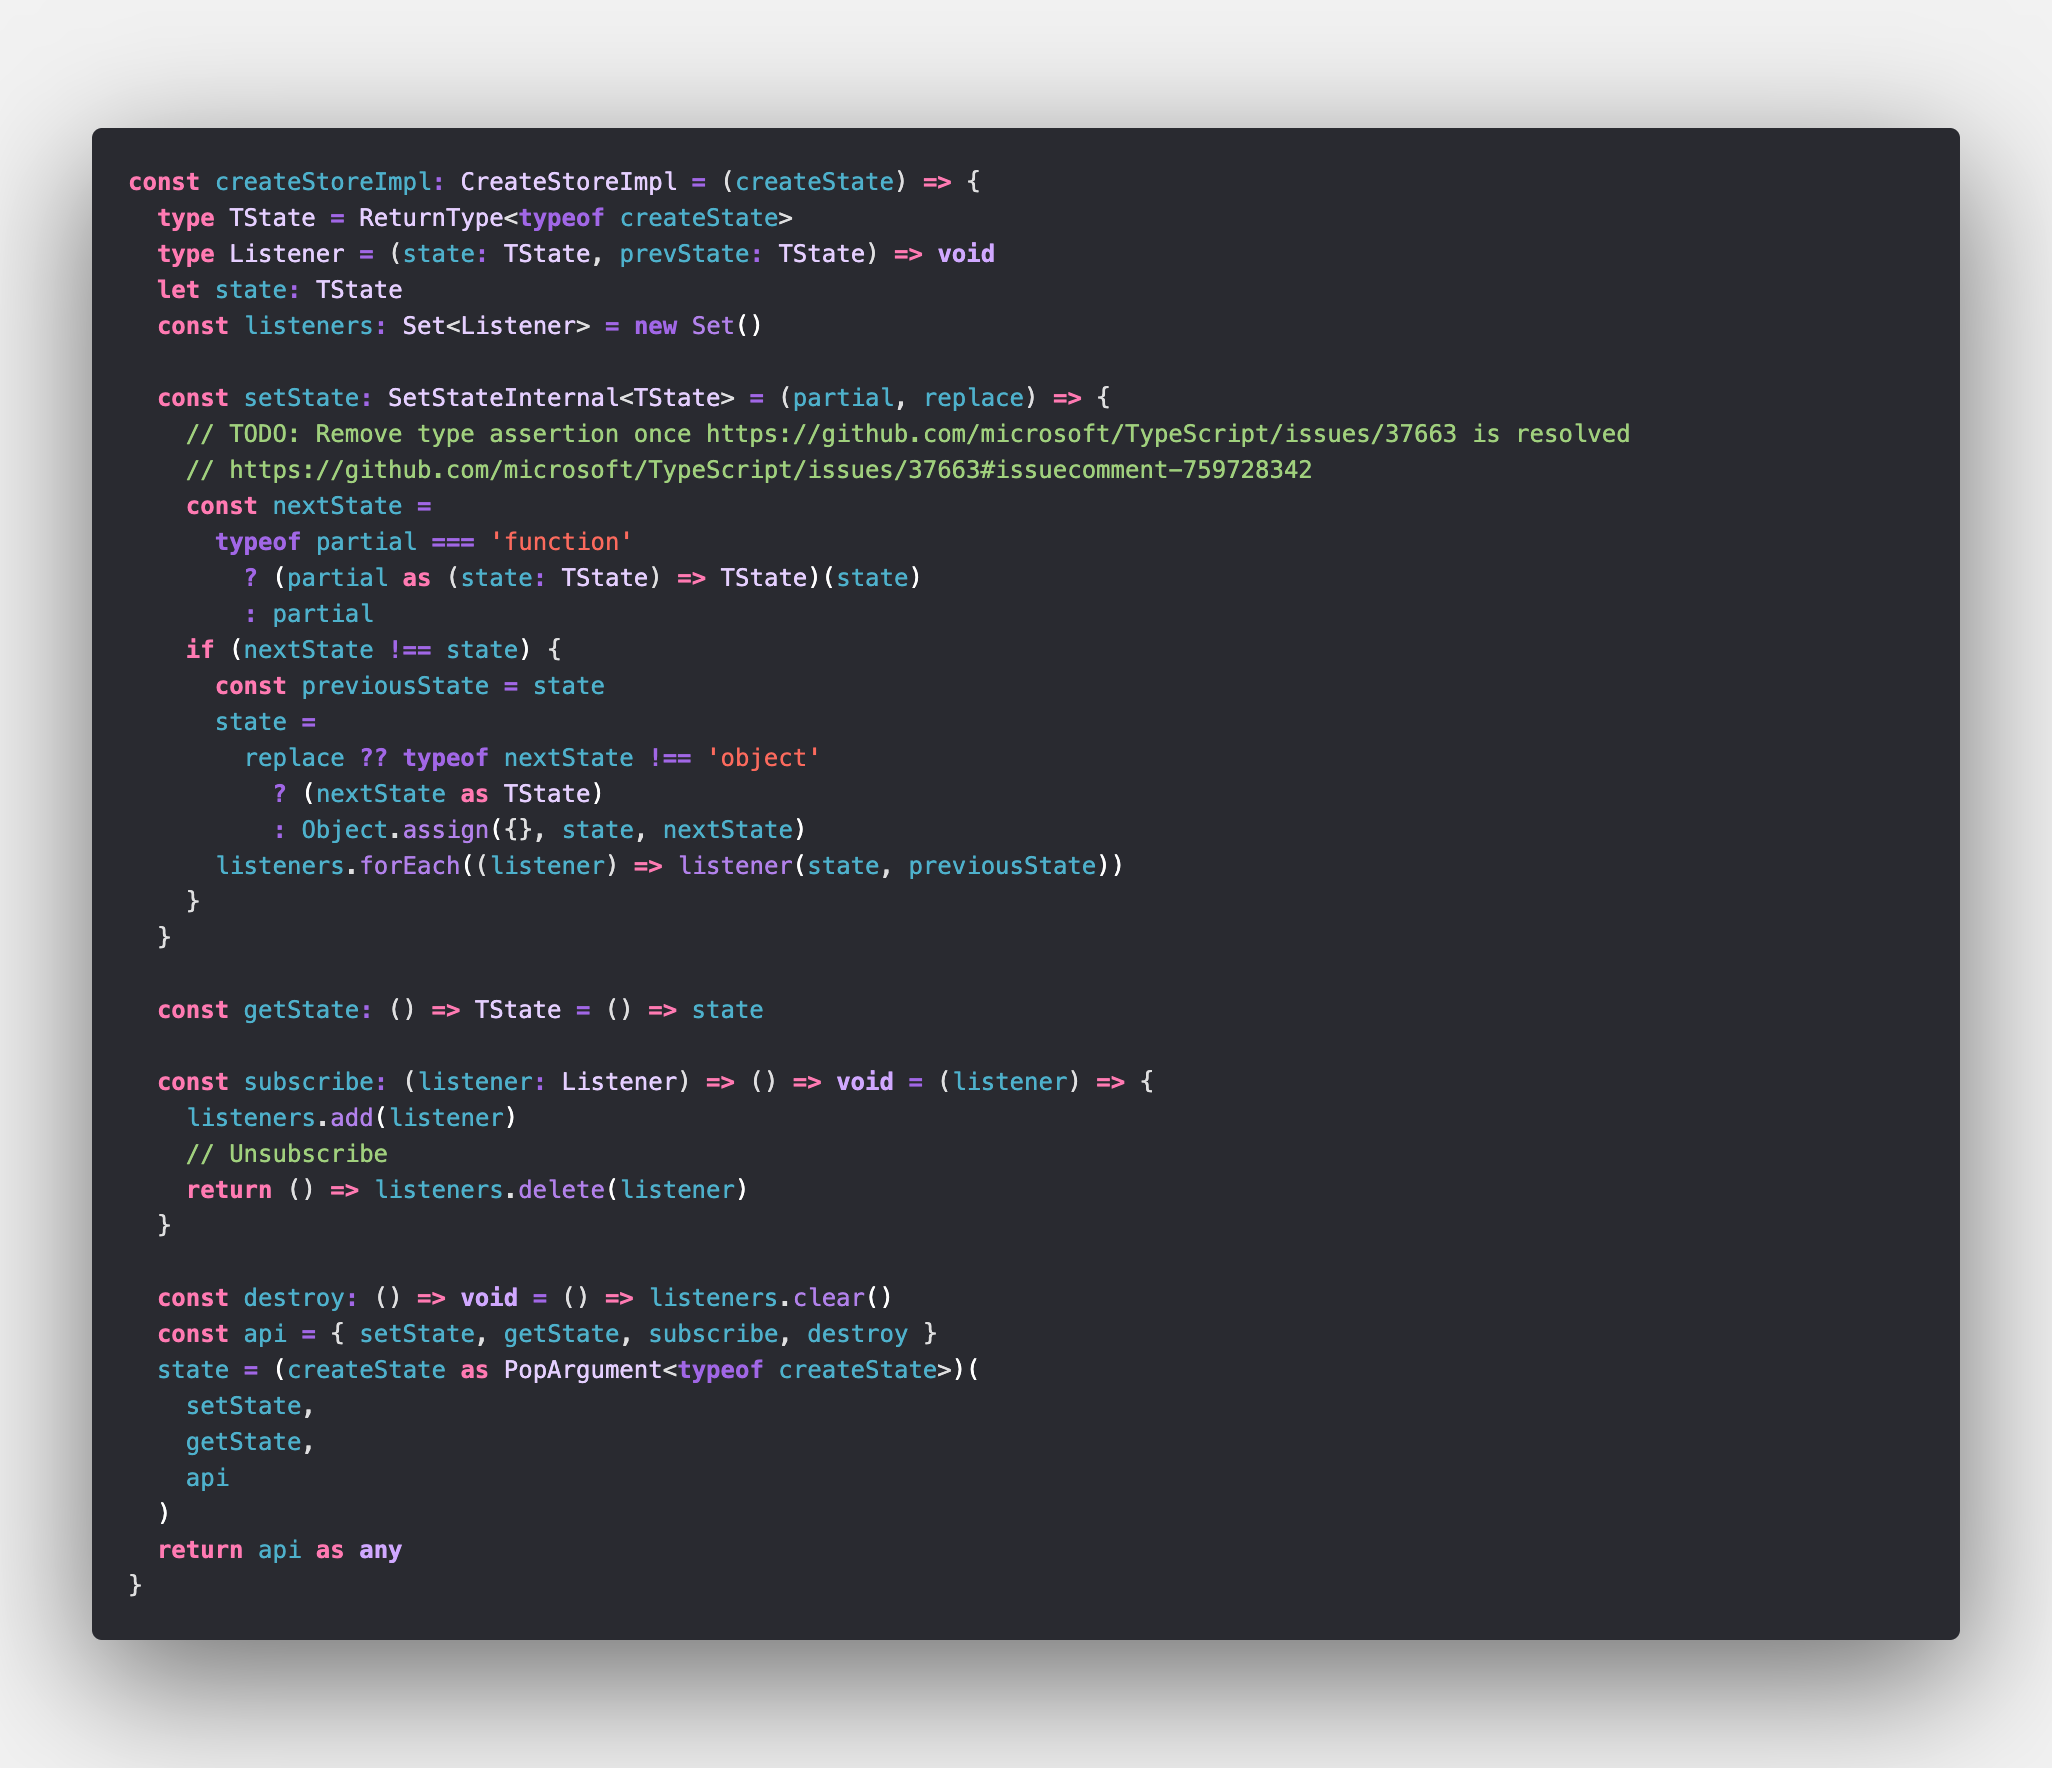 const createStoreImpl: CreateStoreImpl = (createState) => {
  type TState = ReturnType<typeof createState>
  type Listener = (state: TState, prevState: TState) => void
  let state: TState
  const listeners: Set<Listener> = new Set()

  const setState: SetStateInternal<TState> = (partial, replace) => {
    // TODO: Remove type assertion once https://github.com/microsoft/TypeScript/issues/37663 is resolved
    // https://github.com/microsoft/TypeScript/issues/37663#issuecomment-759728342
    const nextState =
      typeof partial === 'function'
        ? (partial as (state: TState) => TState)(state)
        : partial
    if (nextState !== state) {
      const previousState = state
      state =
        replace ?? typeof nextState !== 'object'
          ? (nextState as TState)
          : Object.assign({}, state, nextState)
      listeners.forEach((listener) => listener(state, previousState))
    }
  }

  const getState: () => TState = () => state

  const subscribe: (listener: Listener) => () => void = (listener) => {
    listeners.add(listener)
    // Unsubscribe
    return () => listeners.delete(listener)
  }

  const destroy: () => void = () => listeners.clear()
  const api = { setState, getState, subscribe, destroy }
  state = (createState as PopArgument<typeof createState>)(
    setState,
    getState,
    api
  )
  return api as any
}